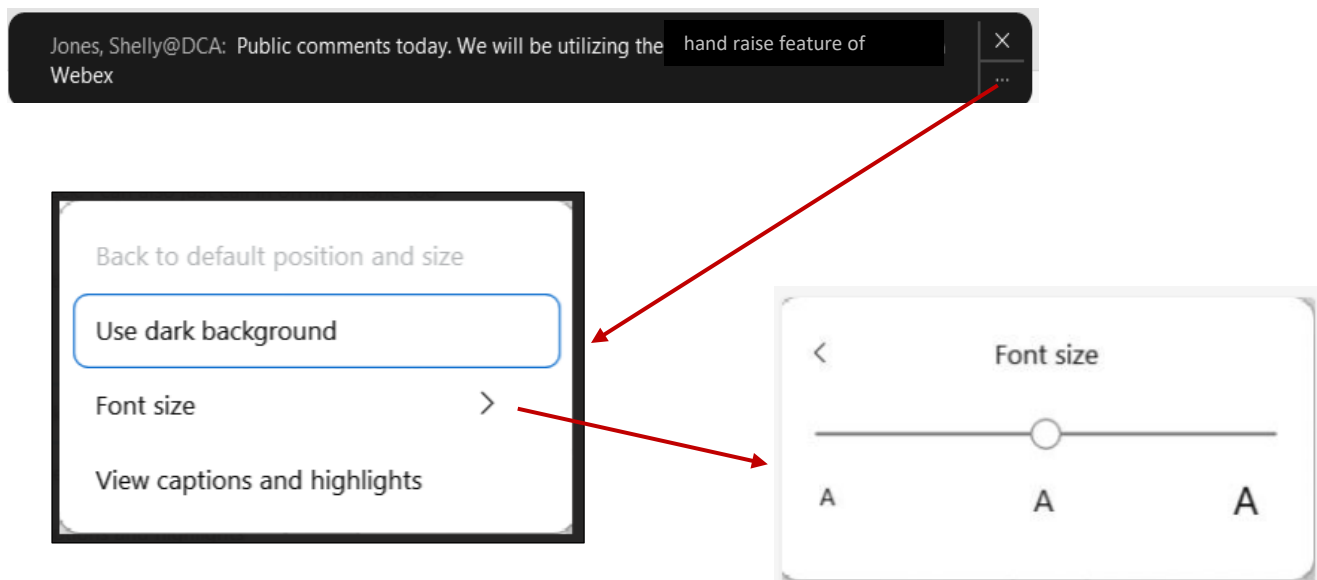 Jones, Shelly@DCA: Public comments today. We will be utilizing the hand raise feature of
Webex
Back to default position and size
Use dark background
Font size
View captions and highlights
Font size
A A A